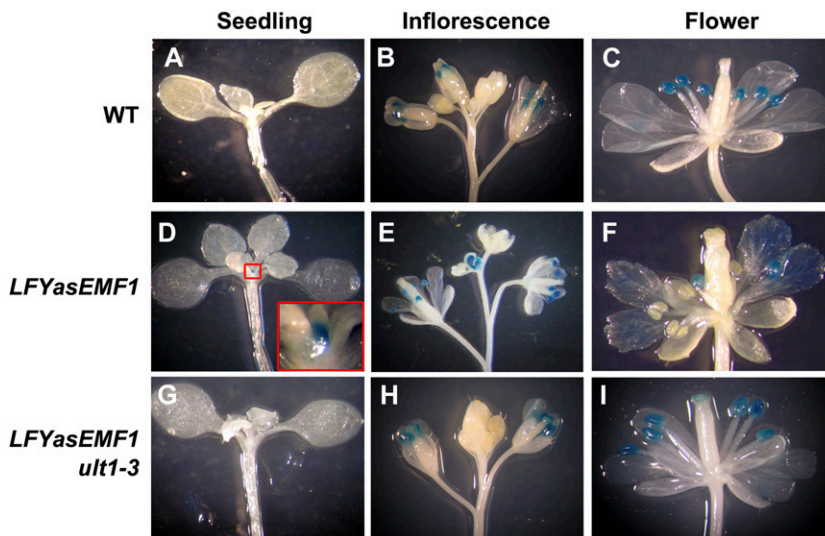 Seedling Inflorescence Flower
WT A B C
LFYasEMF1 D E F
LFYasEMF1
ult1-3 G H I